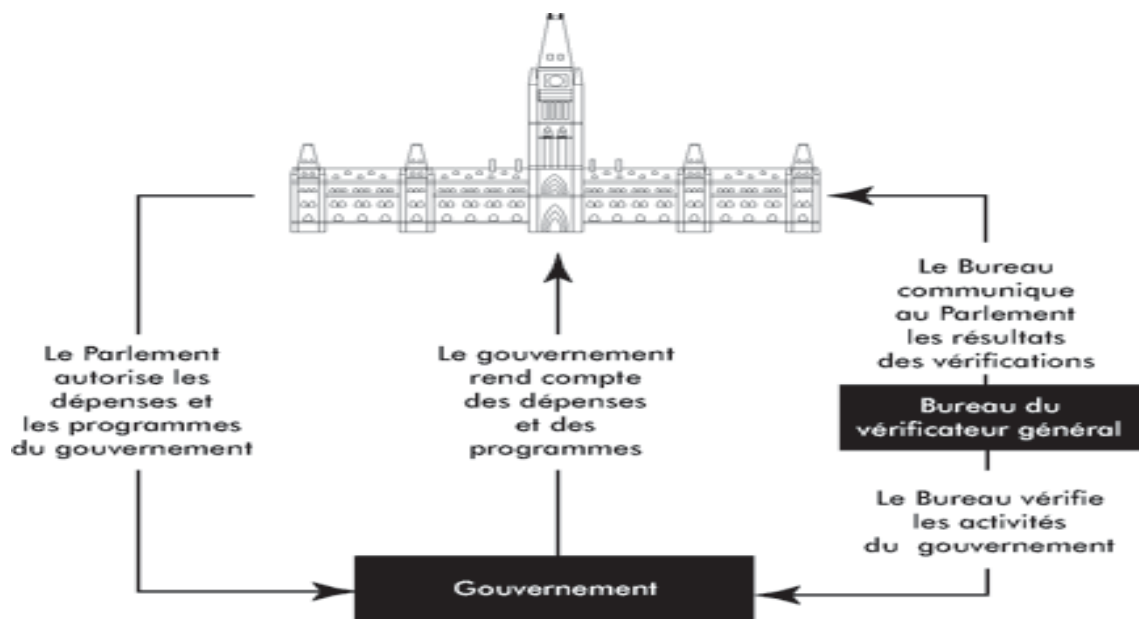 Le Parlement
autorise les
dépenses et
les programmes
du gouvernement
Le gouvernement
rend compte
des dépenses
et des
programmes
Le Bureau
communique
au Parlement
les résultats
des vérifications
Bureau du
vérificateur général
Le Bureau vérifie
les activités
du gouvernement
Gouvernement